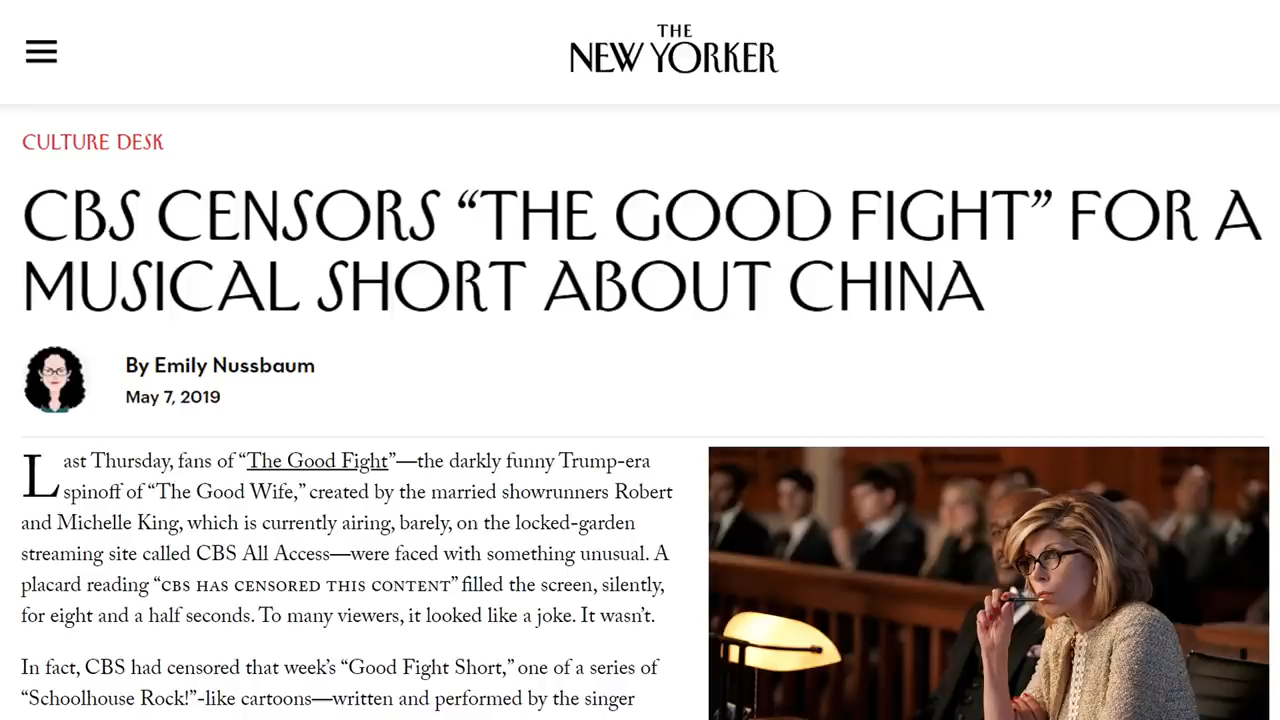 THE
NEW YORKER
CULTURE DESK
CBS CENSORS “THE GOOD FIGHT” FOR A
MUSICAL SHORT ABOUT CHINA
By Emily Nussbaum
May 7, 2019
Last Thursday, fans of “The Good Fight”—the darkly funny Trump-era
spinoff of “The Good Wife,” created by the married showrunners Robert
and Michelle King, which is currently airing, barely, on the locked-garden
streaming site called CBS All Access—were faced with something unusual. A
placard reading “CBS HAS CENSORED THIS CONTENT” filled the screen, silently,
for eight and a half seconds. To many viewers, it looked like a joke. It wasn’t.
In fact, CBS had censored that week’s “Good Fight Short,” one of a series of
“Schoolhouse Rock!”-like cartoons—written and performed by the singer